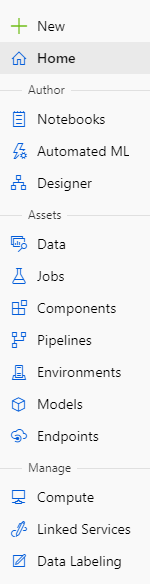 New
Home
Author
Notebooks
Automated ML
Designer
Assets
Data
Jobs
Components
Pipelines
Environments
Models
Endpoints
Manage
Compute
Linked Services
Data Labeling